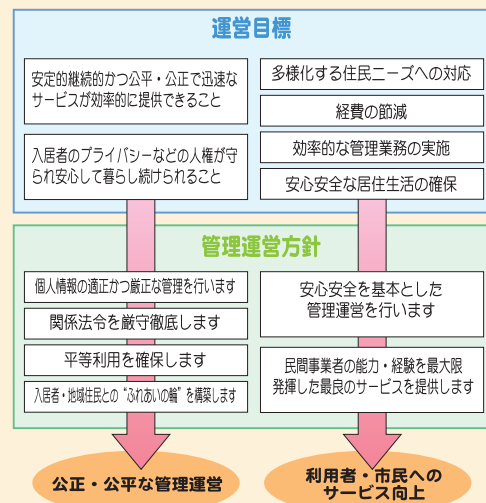 運営目標
安定的継続的かつ公平・公正で迅速な
サービスが効率的に提供できること
入居者のプライバシーなどの人権が守
られ安心して暮らし続けられること
多様化する住民ニーズへの対応
経費の節減
効率的な管理業務の実施
安心安全な居住生活の確保
管理運営方針
個人情報の適正かつ厳正な管理を行います
関係法令を厳守徹底します
平等利用を確保します
入居者・地域住民との“ふれあいの輪”を構築します
安心安全を基本とした
管理運営を行います
民間事業者の能力・経験を最大限
発揮した最良のサービスを提供します
公正・公平な管理運営
利用者・市民への
サービス向上